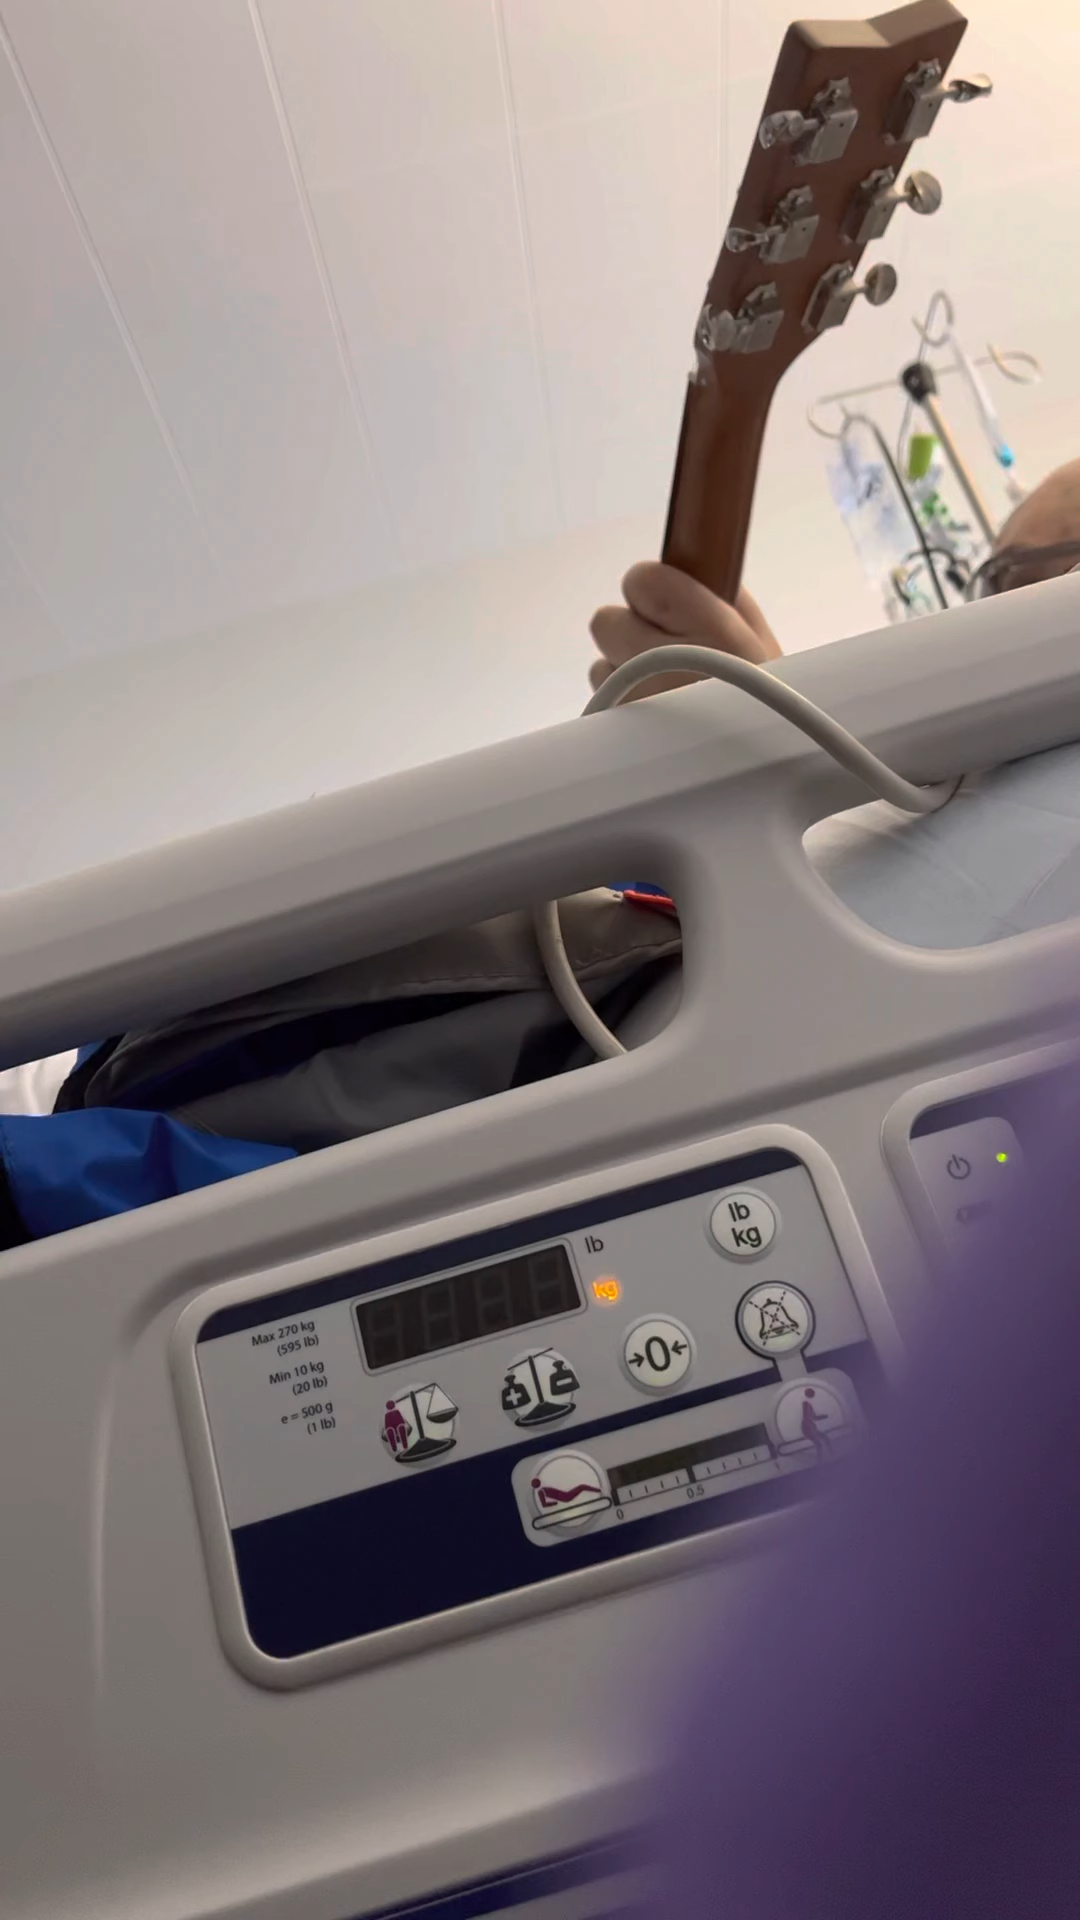 lb
kg
lb
kg
Max 270 kg
(595 lb)
Min 10 kg
(20 lb)
e = 500 g
(1 lb)
→0←
0
0.5